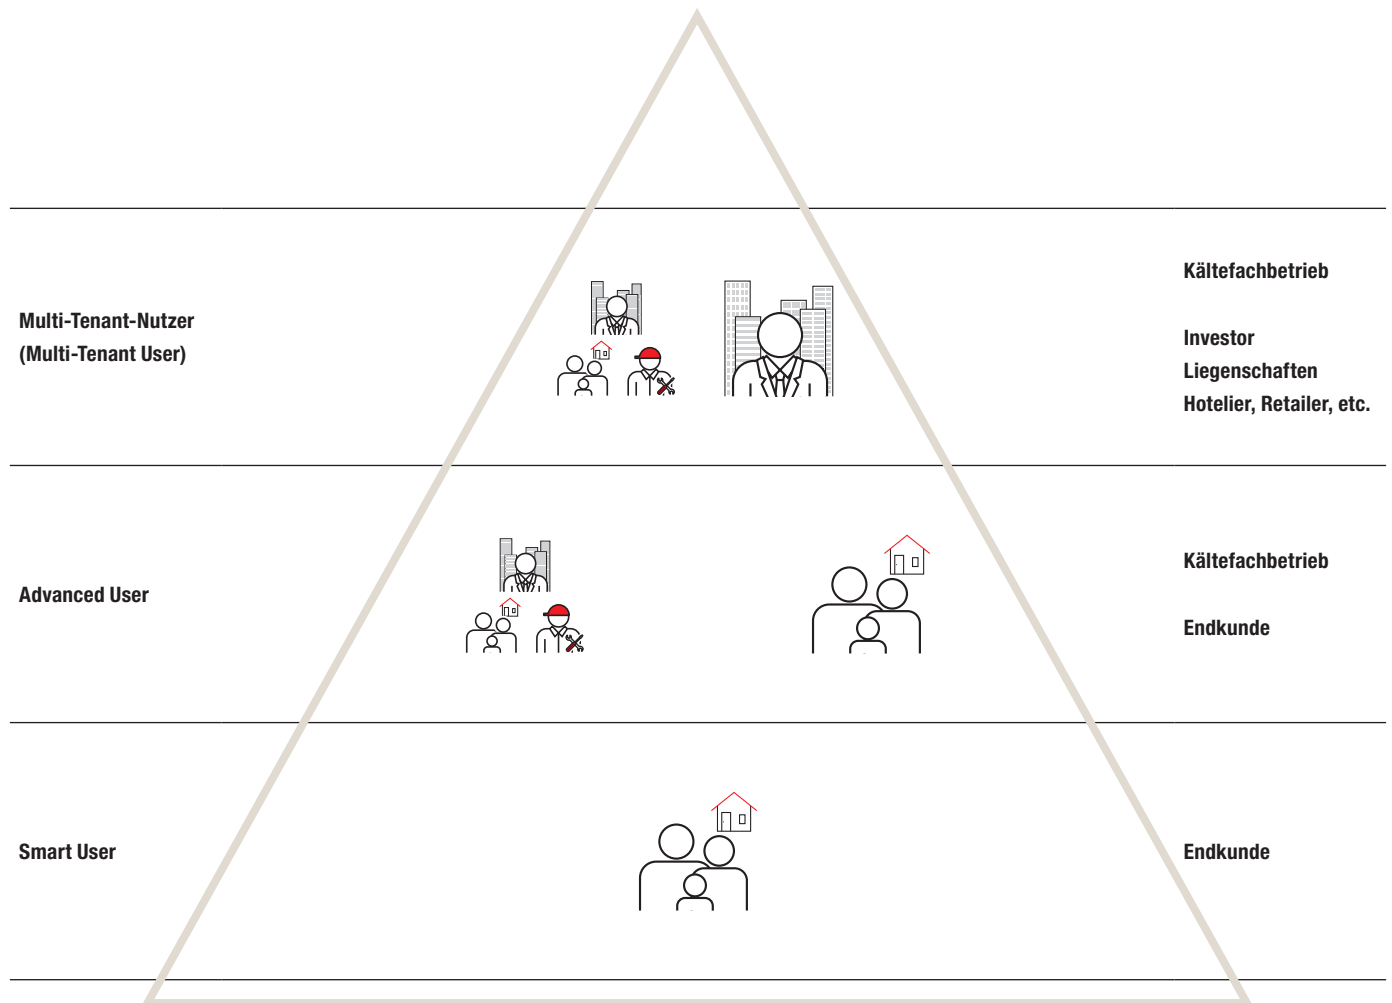 Multi-Tenant-Nutzer
(Multi-Tenant User)
Kältefachbetrieb
Investor
Liegenschaften
Hotelier, Retailer, etc.
Advanced User
Kältefachbetrieb
Endkunde
Smart User
Endkunde